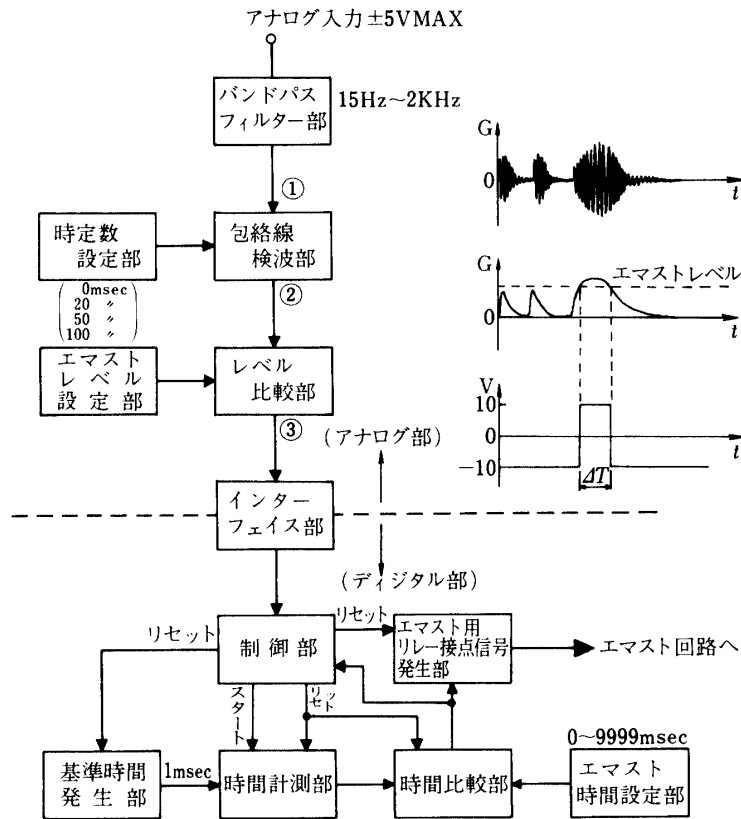 アナログ入力±5VMAX
バンドパス
フィルター部
15Hz～2KHz
①
時定数
設定部
包絡線
検波部
0msec
20 〃
50 〃
100 〃
②
エマスト
レベル
設定部
レベル
比較部
③
(アナログ部)
インター
フェイス部
(ディジタル部)
G
0
t
G
エマストレベル
0
t
V
10
0
t
-10
ΔT
リセット
制御部
リセット
エマスト用
リレー接点信号
発生部
エマスト回路へ
スタート
リセット
基準時間
発生部
1msec
時間計測部
時間比較部
0～9999msec
エマスト
時間設定部